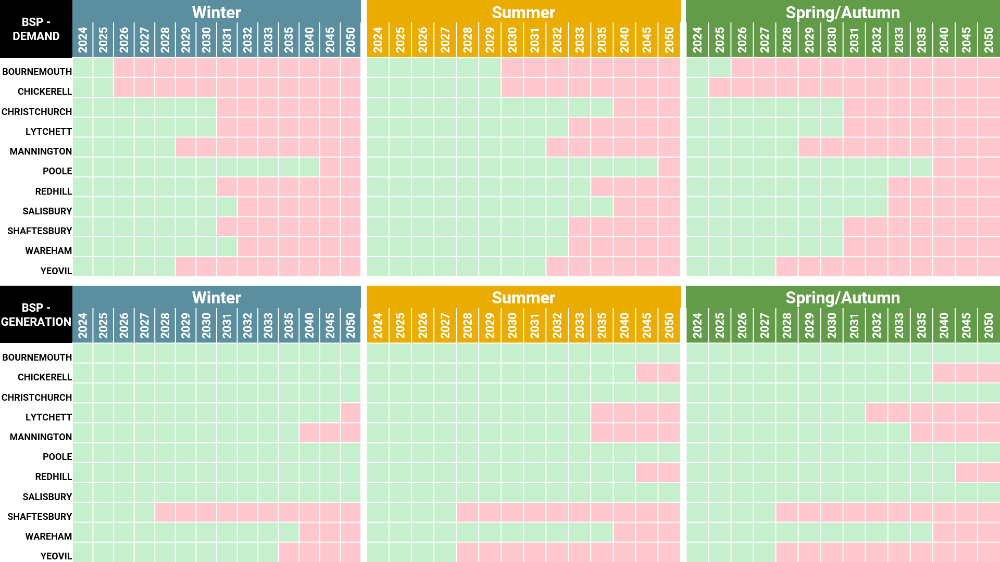 BSP -
DEMAND
Winter
Summer
Spring/Autumn
2024 2025 2026 2027 2028 2029 2030 2031 2032 2033 2035 2040 2045 2050
2024 2025 2026 2027 2028 2029 2030 2031 2032 2033 2035 2040 2045 2050
2024 2025 2026 2027 2028 2029 2030 2031 2032 2033 2035 2040 2045 2050
BOURNEMOUTH
CHICKERELL
CHRISTCHURCH
LYTCHETT
MANNINGTON
POOLE
REDHILL
SALISBURY
SHAFTESBURY
WAREHAM
YEOVIL
BSP -
GENERATION
Winter
Summer
Spring/Autumn
2024 2025 2026 2027 2028 2029 2030 2031 2032 2033 2035 2040 2045 2050
2024 2025 2026 2027 2028 2029 2030 2031 2032 2033 2035 2040 2045 2050
2024 2025 2026 2027 2028 2029 2030 2031 2032 2033 2035 2040 2045 2050
BOURNEMOUTH
CHICKERELL
CHRISTCHURCH
LYTCHETT
MANNINGTON
POOLE
REDHILL
SALISBURY
SHAFTESBURY
WAREHAM
YEOVIL